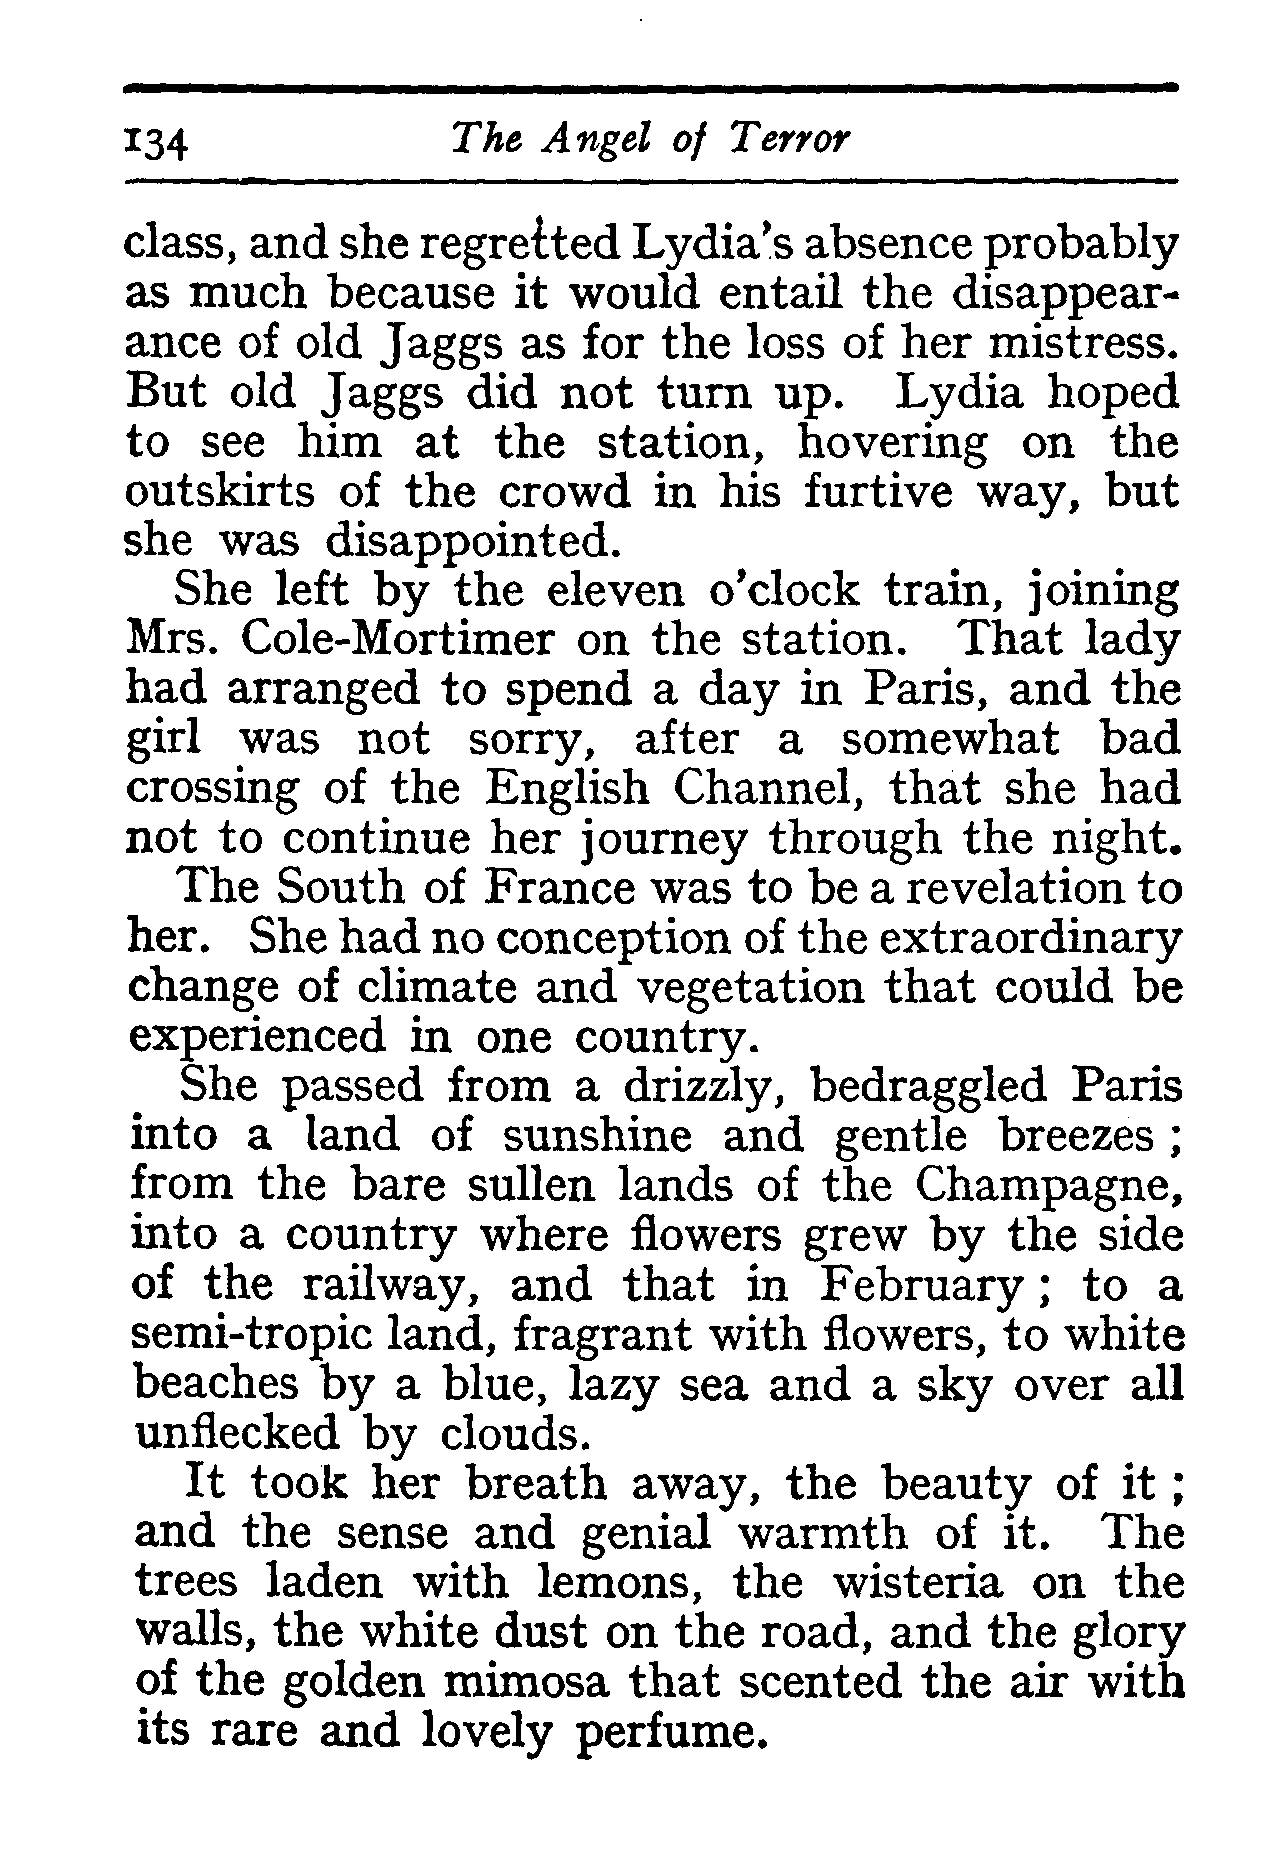 134 The Angel of Terror
class, and she regretted Lydia's absence probably
as much because it would entail the disappear-
ance of old Jaggs as for the loss of her mistress.
But old Jaggs did not turn up. Lydia hoped
to see him at the station, hovering on the
outskirts of the crowd in his furtive way, but
she was disappointed.
She left by the eleven o'clock train, joining
Mrs. Cole-Mortimer on the station. That lady
had arranged to spend a day in Paris, and the
girl was not sorry, after a somewhat bad
crossing of the English Channel, that she had
not to continue her journey through the night.
The South of France was to be a revelation to
her. She had no conception of the extraordinary
change of climate and vegetation that could be
experienced in one country.
She passed from a drizzly, bedraggled Paris
into a land of sunshine and gentle breezes ;
from the bare sullen lands of the Champagne,
into a country where flowers grew by the side
of the railway, and that in February ; to a
semi-tropic land, fragrant with flowers, to white
beaches by a blue, lazy sea and a sky over all
unflecked by clouds.
It took her breath away, the beauty of it ;
and the sense and genial warmth of it. The
trees laden with lemons, the wisteria on the
walls, the white dust on the road, and the glory
of the golden mimosa that scented the air with
its rare and lovely perfume.